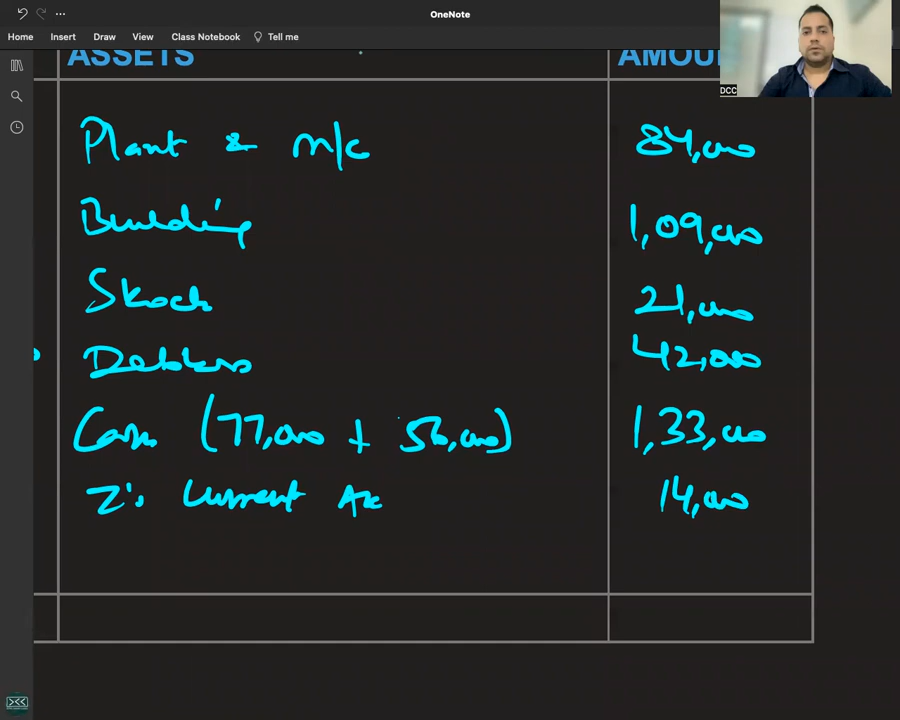 OneNote
Home Insert Draw View Class Notebook Tell me
ASSETS AMOU
DCC
Plant & m/c 84,000
Building 1,09,000
Stock 21,000
Debtors 42,000
Cash (77,000 + 56,000) 1,33,000
Z's Current A/c 14,000